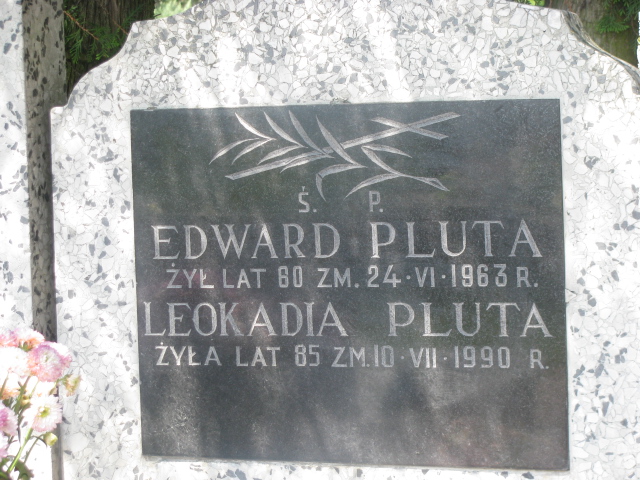 Ś. P.
EDWARD PLUTA
ŻYŁ LAT 60 ZM. 24·VI·1963 R.
LEOKADIA PLUTA
ŻYŁA LAT 85 ZM. 10·VII·1990 R.